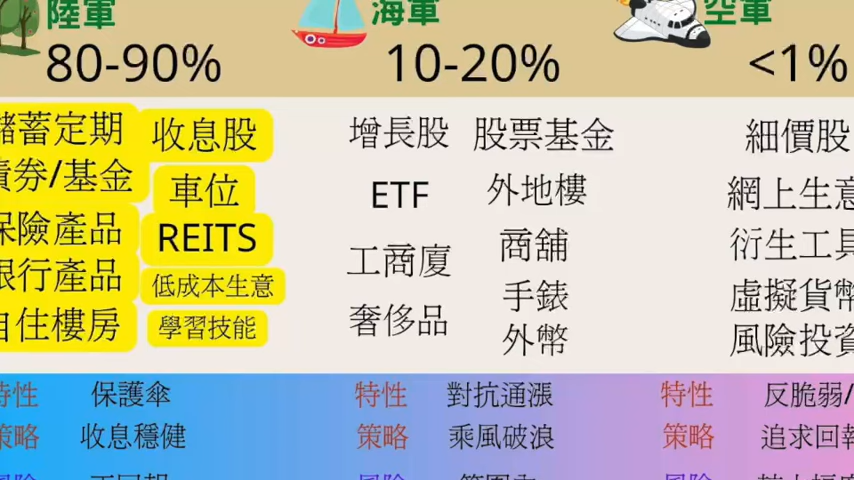 陸軍
80-90%
儲蓄定期
債券/基金
保險產品
銀行產品
自住樓房
收息股
車位
REITS
低成本生意
學習技能
海軍
10-20%
增長股
ETF
工商廈
奢侈品
股票基金
外地樓
商舖
手錶
外幣
空軍
<1%
細價股
網上生意
衍生工具
虛擬貨幣
風險投資
特性 保護傘
策略 收息穩健
特性 對抗通漲
策略 乘風破浪
特性 反脆弱/
策略 追求回報